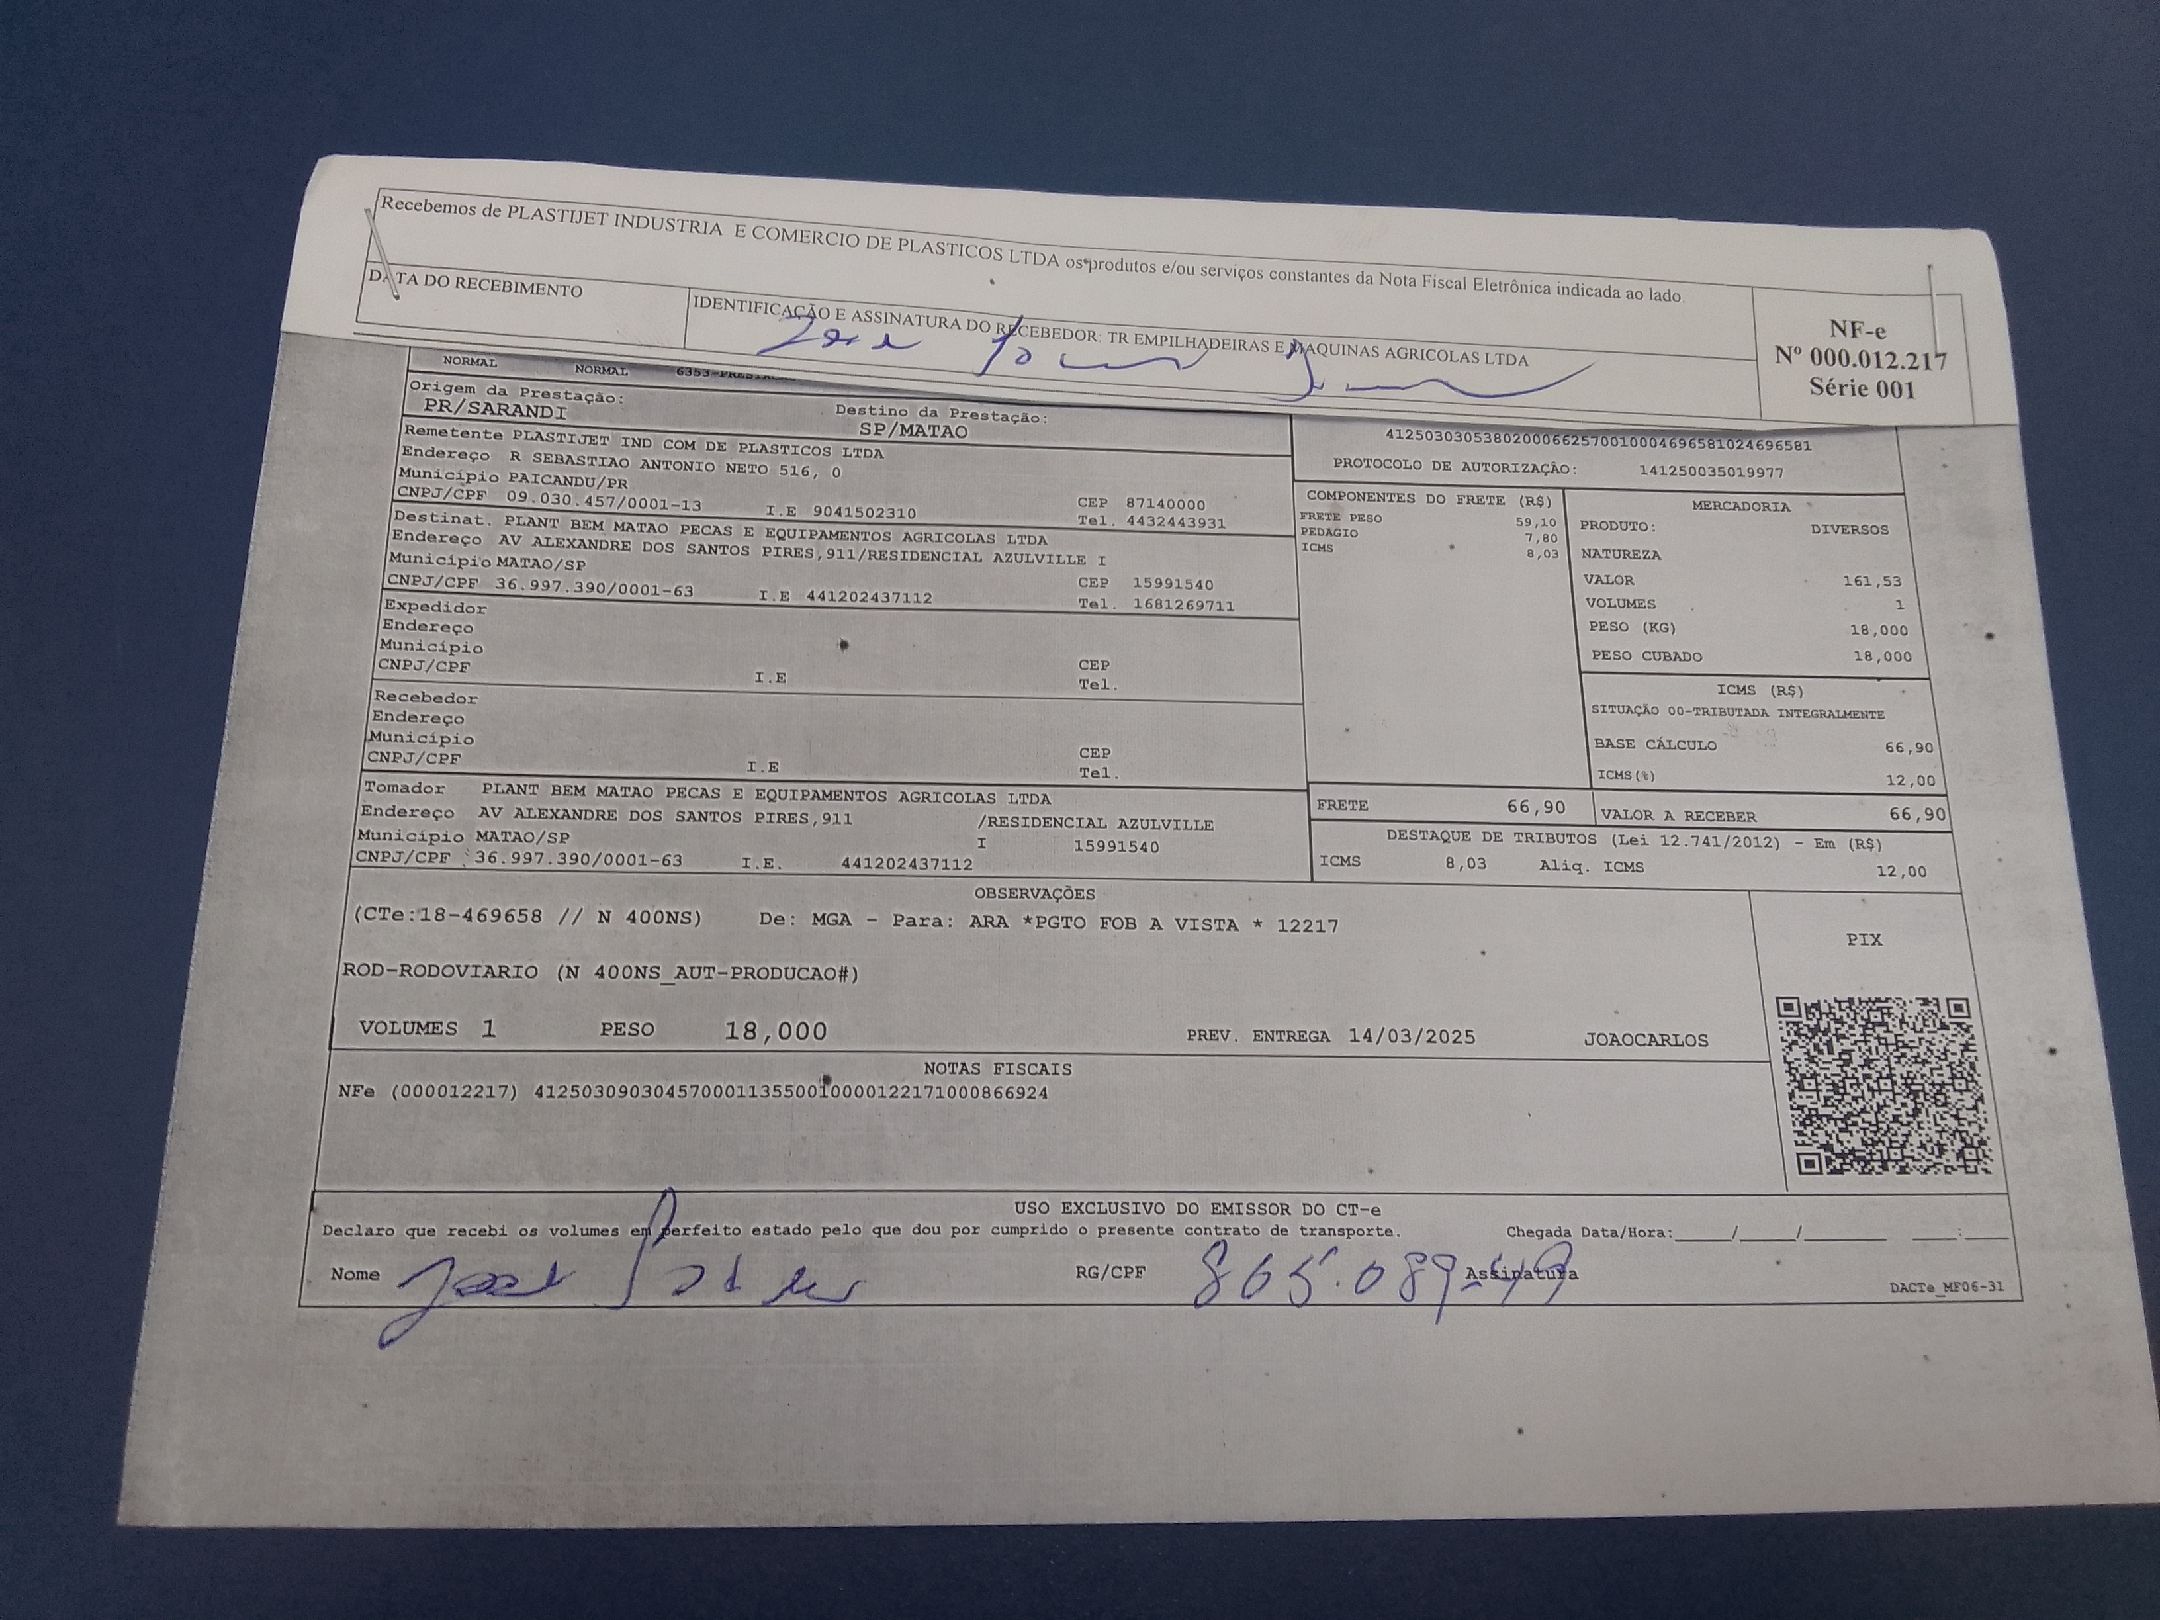 Recebemos de PLASTIJET INDUSTRIA E COMERCIO DE PLASTICOS LTDA os produtos e/ou serviços constantes da Nota Fiscal Eletrônica indicada ao lado
DATA DO RECEBIMENTO
IDENTIFICAÇÃO E ASSINATURA DO RECEBEDOR: TR EMPILHADEIRAS E MAQUINAS AGRICOLAS LTDA
NF-e
Nº 000.012.217
Série 001
NORMAL NORMAL
Origem da Prestação: Destino da Prestação:
PR/SARANDI SP/MATAO
Remetente PLASTIJET IND COM DE PLASTICOS LTDA
Endereço R SEBASTIAO ANTONIO NETO 516, 0
Município PAICANDU/PR CEP 87140000
CNPJ/CPF 09.030.457/0001-13 I.E 9041502310 Tel. 4432443931
Destinat. PLANT BEM MATAO PECAS E EQUIPAMENTOS AGRICOLAS LTDA
Endereço AV ALEXANDRE DOS SANTOS PIRES,911/RESIDENCIAL AZULVILLE I
Município MATAO/SP CEP 15991540
CNPJ/CPF 36.997.390/0001-63 I.E 441202437112 Tel. 1681269711
Expedidor
Endereço
Município CEP
CNPJ/CPF I.E Tel.
Recebedor
Endereço
Município CEP
CNPJ/CPF I.E Tel.
Tomador PLANT BEM MATAO PECAS E EQUIPAMENTOS AGRICOLAS LTDA
Endereço AV ALEXANDRE DOS SANTOS PIRES,911 /RESIDENCIAL AZULVILLE
Município MATAO/SP I 15991540
CNPJ/CPF 36.997.390/0001-63 I.E. 441202437112
41250303053802000662570010004696581024696581
PROTOCOLO DE AUTORIZAÇÃO: 141250035019977
COMPONENTES DO FRETE (R$)
FRETE PESO 59,10
PEDAGIO 7,80
ICMS 8,03
MERCADORIA
PRODUTO: DIVERSOS
NATUREZA
VALOR 161,53
VOLUMES 1
PESO (KG) 18,000
PESO CUBADO 18,000
ICMS (R$)
SITUAÇÃO 00-TRIBUTADA INTEGRALMENTE
BASE CÁLCULO 66,90
ICMS(%) 12,00
FRETE 66,90 VALOR A RECEBER 66,90
DESTAQUE DE TRIBUTOS (Lei 12.741/2012) - Em (R$)
ICMS 8,03 Aliq. ICMS 12,00
OBSERVAÇÕES
(CTe:18-469658 // N 400NS) De: MGA - Para: ARA *PGTO FOB A VISTA * 12217
ROD-RODOVIARIO (N 400NS_AUT-PRODUCAO#)
VOLUMES 1 PESO 18,000 PREV. ENTREGA 14/03/2025 JOAOCARLOS
PIX
NOTAS FISCAIS
NFe (000012217) 41250309030457000113550010000122171000866924
USO EXCLUSIVO DO EMISSOR DO CT-e
Declaro que recebi os volumes em perfeito estado pelo que dou por cumprido o presente contrato de transporte. Chegada Data/Hora:_____/_____/________ ____:____
Nome RG/CPF 865.089-49 Assinatura
DACTe_MF06-31